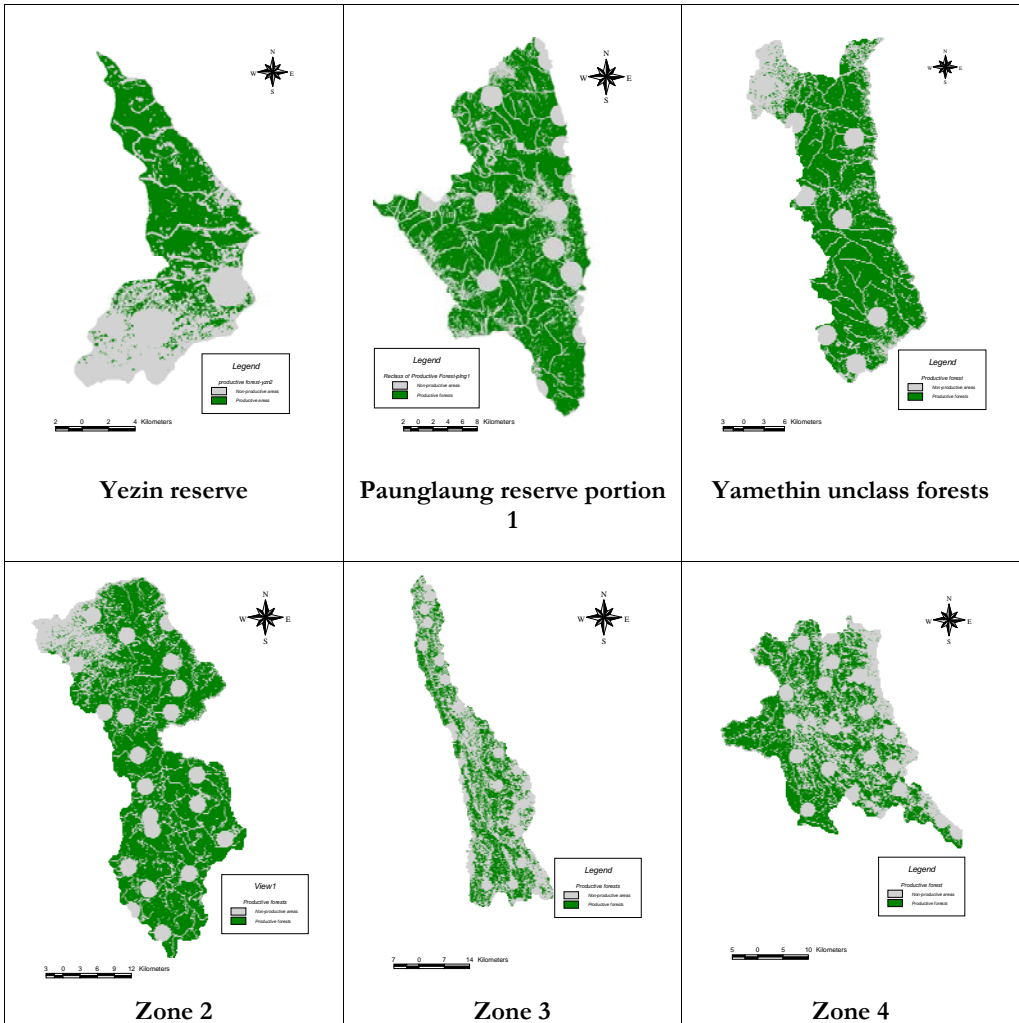 N
W E
S
Legend
productive forest-yzn2
Non-productive areas
Productive areas
2 0 2 4 Kilometers
Yezin reserve
N
W E
S
Legend
Reclass of Productive Forest-plng1
Non-productive areas
Productive forests
2 0 2 4 6 8 Kilometers
Paunglaung reserve portion
1
N
W E
S
Legend
Productive forest
Non-productive areas
Productive forests
3 0 3 6 Kilometers
Yamethin unclass forests
N
W E
S
View1
Productive forests
Non-productive areas
Productive forests
3 0 3 6 9 12 Kilometers
Zone 2
N
W E
S
Legend
Productive forests
Non-productive areas
Productive forests
7 0 7 14 Kilometers
Zone 3
N
W E
S
Legend
Productive forest
Non-productive areas
Productive forests
5 0 5 10 Kilometers
Zone 4